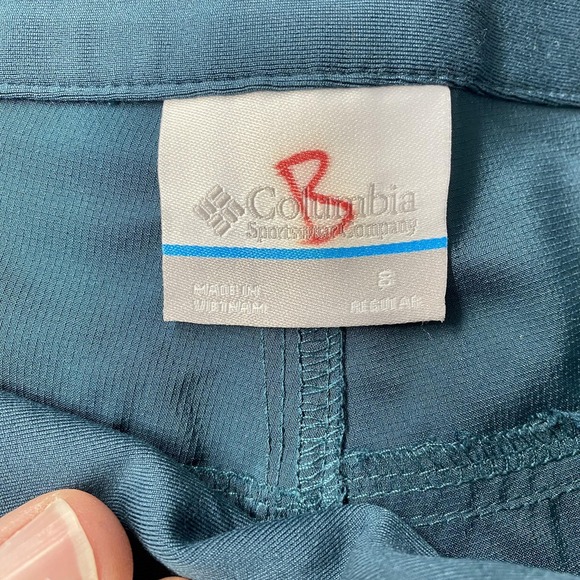 B
Columbia
Sportswear Company
8
MADE IN
VIETNAM
REGULAR